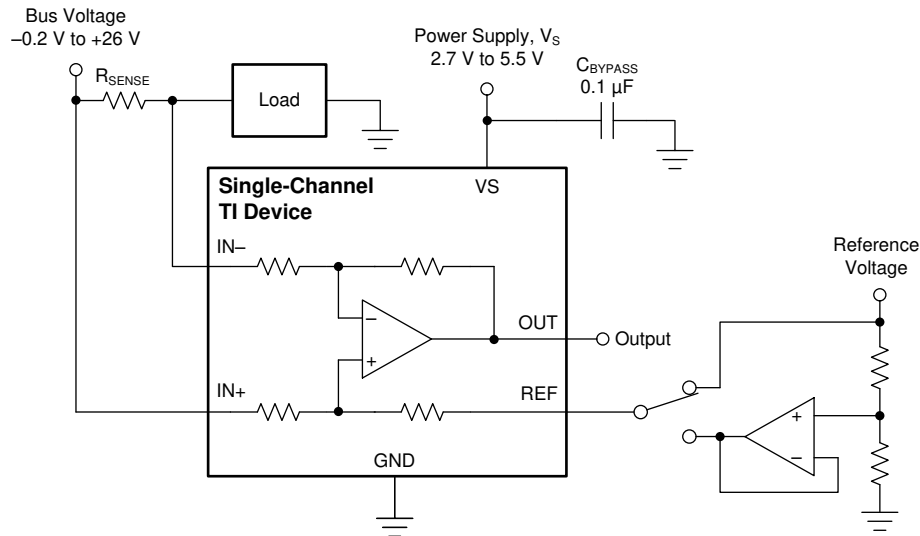 Bus Voltage
–0.2 V to +26 V
Power Supply, VS
2.7 V to 5.5 V
CBYPASS
0.1 µF
RSENSE
Load
Single-Channel
TI Device
VS
IN–
Reference
Voltage
–
OUT
Output
+
IN+
REF
+
–
GND